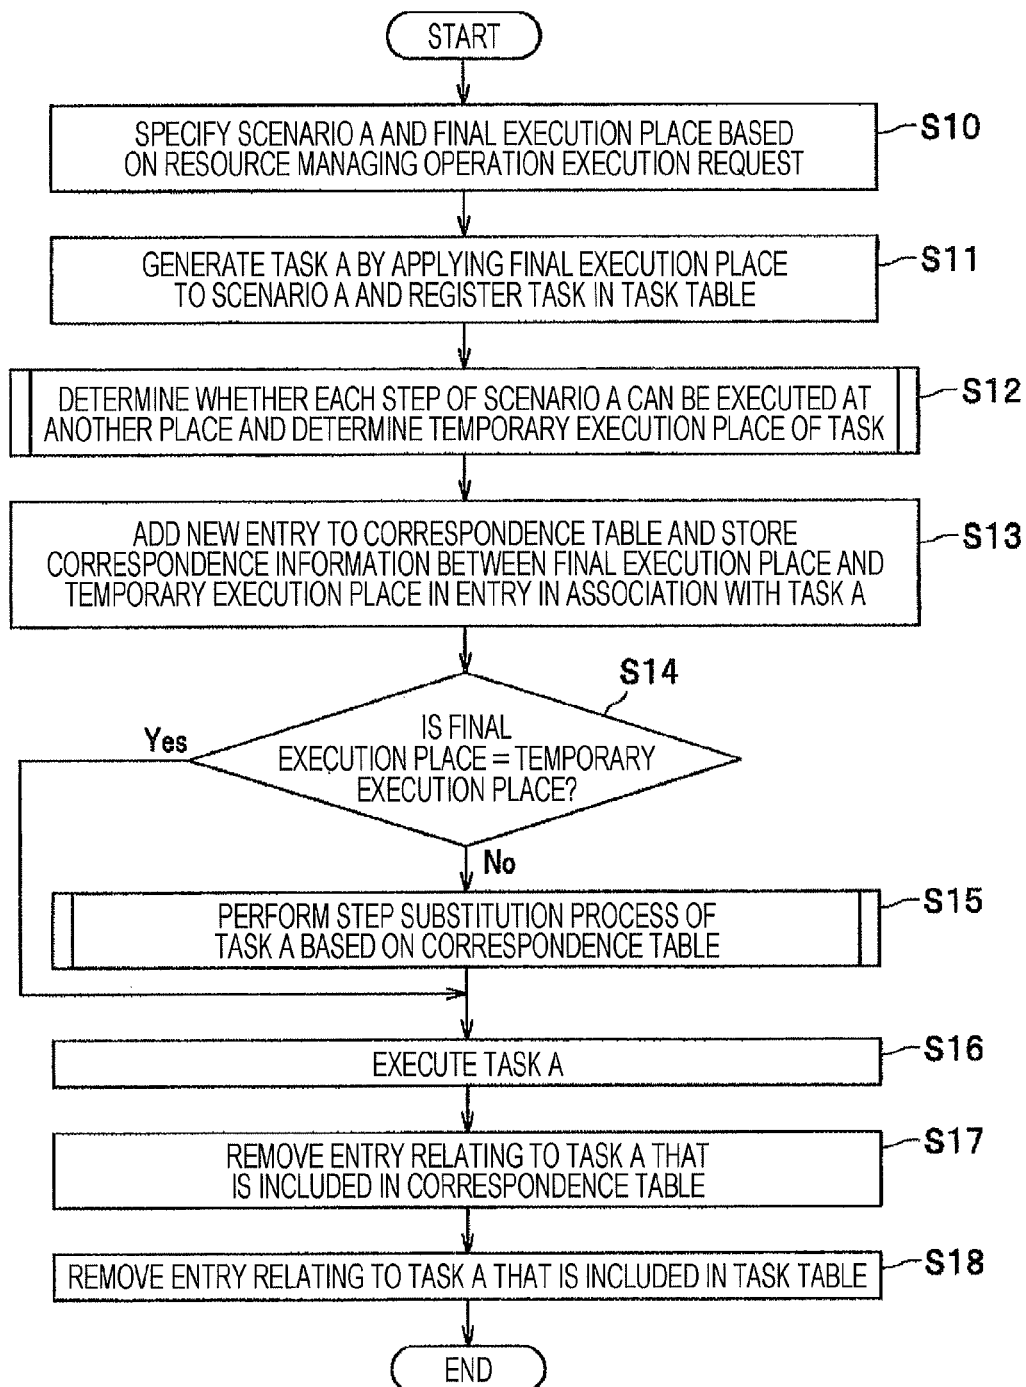 START
SPECIFY SCENARIO A AND FINAL EXECUTION PLACE BASED
ON RESOURCE MANAGING OPERATION EXECUTION REQUEST
S10
GENERATE TASK A BY APPLYING FINAL EXECUTION PLACE
TO SCENARIO A AND REGISTER TASK IN TASK TABLE
S11
DETERMINE WHETHER EACH STEP OF SCENARIO A CAN BE EXECUTED AT
ANOTHER PLACE AND DETERMINE TEMPORARY EXECUTION PLACE OF TASK
S12
ADD NEW ENTRY TO CORRESPONDENCE TABLE AND STORE
CORRESPONDENCE INFORMATION BETWEEN FINAL EXECUTION PLACE AND
TEMPORARY EXECUTION PLACE IN ENTRY IN ASSOCIATION WITH TASK A
S13
S14
IS FINAL
EXECUTION PLACE = TEMPORARY
EXECUTION PLACE?
Yes
No
PERFORM STEP SUBSTITUTION PROCESS OF
TASK A BASED ON CORRESPONDENCE TABLE
S15
EXECUTE TASK A
S16
REMOVE ENTRY RELATING TO TASK A THAT
IS INCLUDED IN CORRESPONDENCE TABLE
S17
REMOVE ENTRY RELATING TO TASK A THAT IS INCLUDED IN TASK TABLE
S18
END